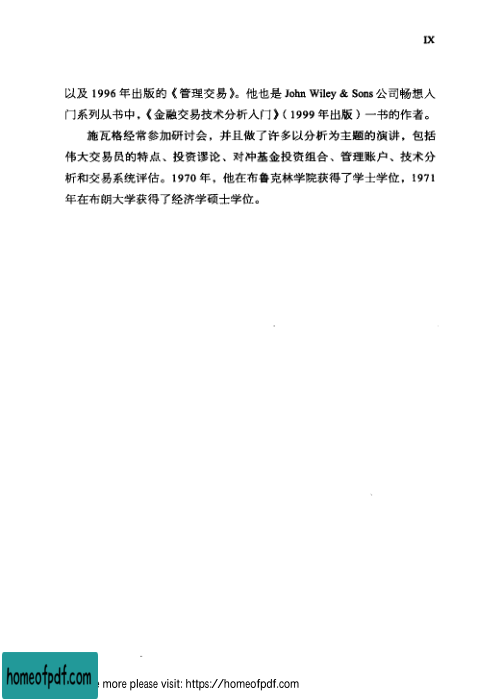 IX
以及 1996 年出版的《管理交易》。他也是 John Wiley & Sons 公司畅想人
门系列从书中,《金融交易技术分析人门》(1999 年出版) 一书的作者。
施瓦格经常参加研讨会,并且做了许多以分析为主题的演讲,包括
伟大交易员的特点、投资谬论、对冲基金投资组合、管理账户、技术分
析和交易系统评估。1970 年,他在布鲁克林学院获得了学士学位,1971
年在布朗大学获得了经济学硕士学位。
homeofpdf.com
e more please visit: https://homeofpdf.com